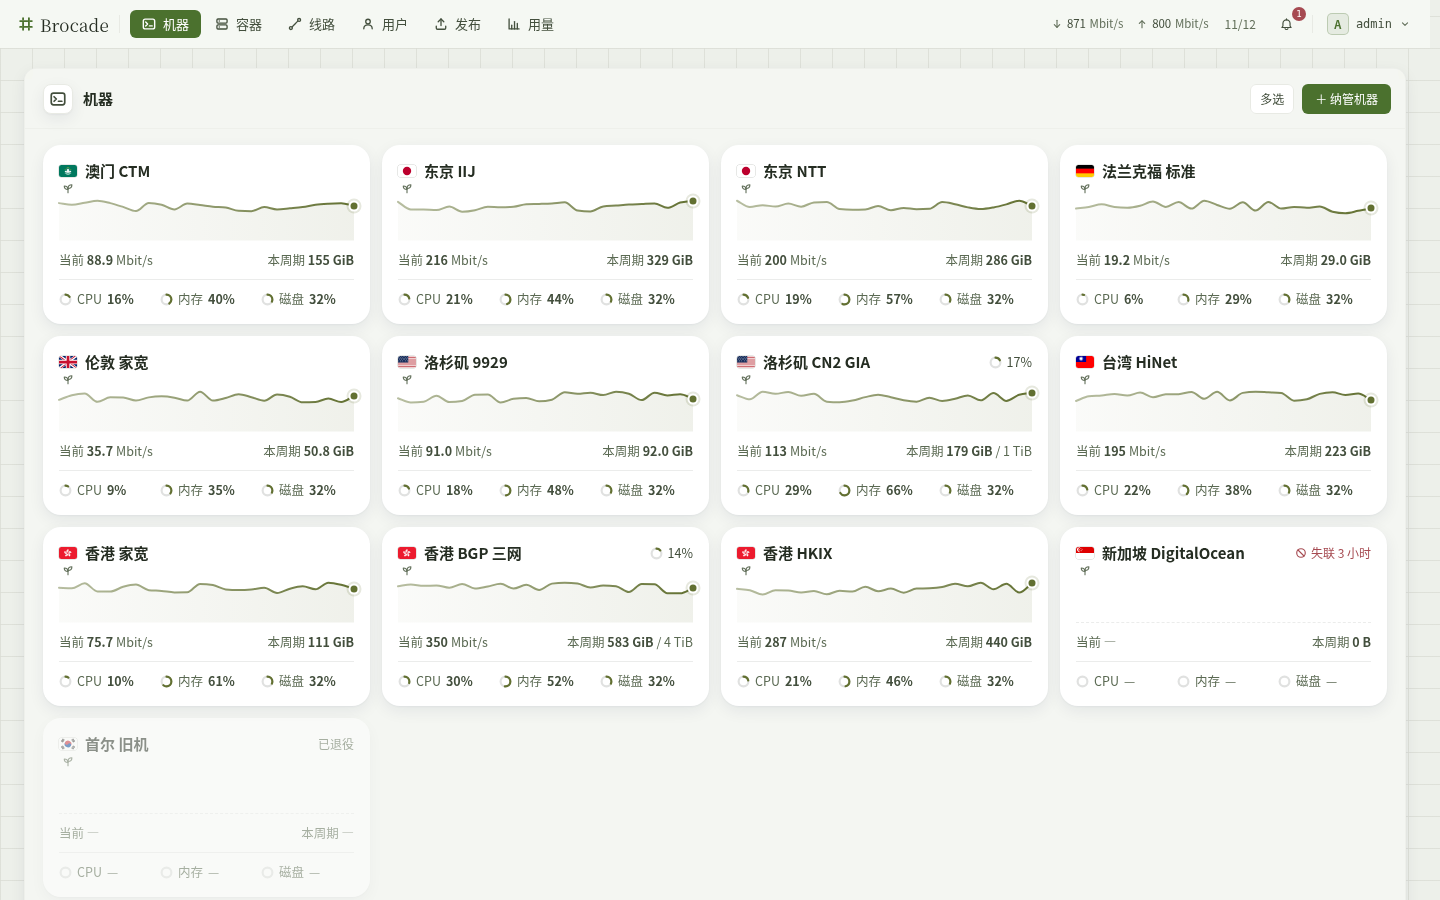 Brocade 机器 容器 线路 用户 发布 用量 ↓ 871 Mbit/s ↑ 800 Mbit/s 11/12 1 A admin
机器 多选 + 纳管机器
澳门 CTM
当前 88.9 Mbit/s 本周期 155 GiB
CPU 16% 内存 40% 磁盘 32%
东京 IIJ
当前 216 Mbit/s 本周期 329 GiB
CPU 21% 内存 44% 磁盘 32%
东京 NTT
当前 200 Mbit/s 本周期 286 GiB
CPU 19% 内存 57% 磁盘 32%
法兰克福 标准
当前 19.2 Mbit/s 本周期 29.0 GiB
CPU 6% 内存 29% 磁盘 32%
伦敦 家宽
当前 35.7 Mbit/s 本周期 50.8 GiB
CPU 9% 内存 35% 磁盘 32%
洛杉矶 9929
当前 91.0 Mbit/s 本周期 92.0 GiB
CPU 18% 内存 48% 磁盘 32%
洛杉矶 CN2 GIA 17%
当前 113 Mbit/s 本周期 179 GiB / 1 TiB
CPU 29% 内存 66% 磁盘 32%
台湾 HiNet
当前 195 Mbit/s 本周期 223 GiB
CPU 22% 内存 38% 磁盘 32%
香港 家宽
当前 75.7 Mbit/s 本周期 111 GiB
CPU 10% 内存 61% 磁盘 32%
香港 BGP 三网 14%
当前 350 Mbit/s 本周期 583 GiB / 4 TiB
CPU 30% 内存 52% 磁盘 32%
香港 HKIX
当前 287 Mbit/s 本周期 440 GiB
CPU 21% 内存 46% 磁盘 32%
新加坡 DigitalOcean 失联 3 小时
当前 — 本周期 0 B
CPU — 内存 — 磁盘 —
首尔 旧机 已退役
当前 — 本周期 —
CPU — 内存 — 磁盘 —